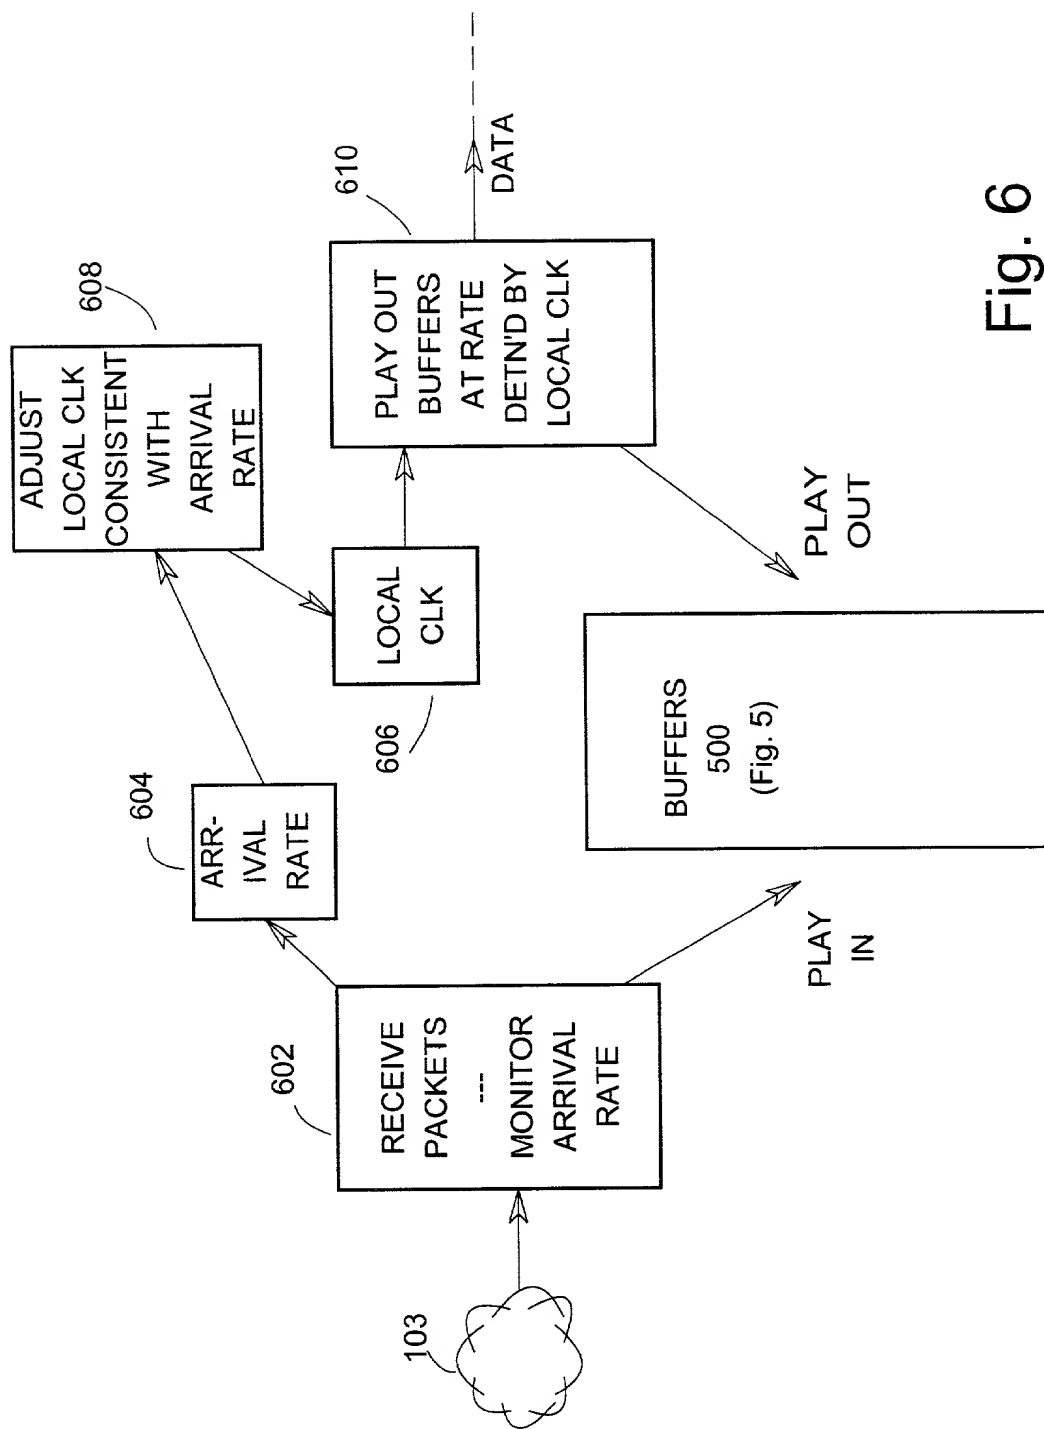 103
602
RECEIVE
PACKETS
---
MONITOR
ARRIVAL
RATE
604
ARR-
IVAL
RATE
608
ADJUST
LOCAL CLK
CONSISTENT
WITH
ARRIVAL
RATE
606
LOCAL
CLK
610
PLAY OUT
BUFFERS
AT RATE
DETN'D BY
LOCAL CLK
DATA
PLAY
IN
BUFFERS
500
(Fig. 5)
PLAY
OUT
Fig. 6